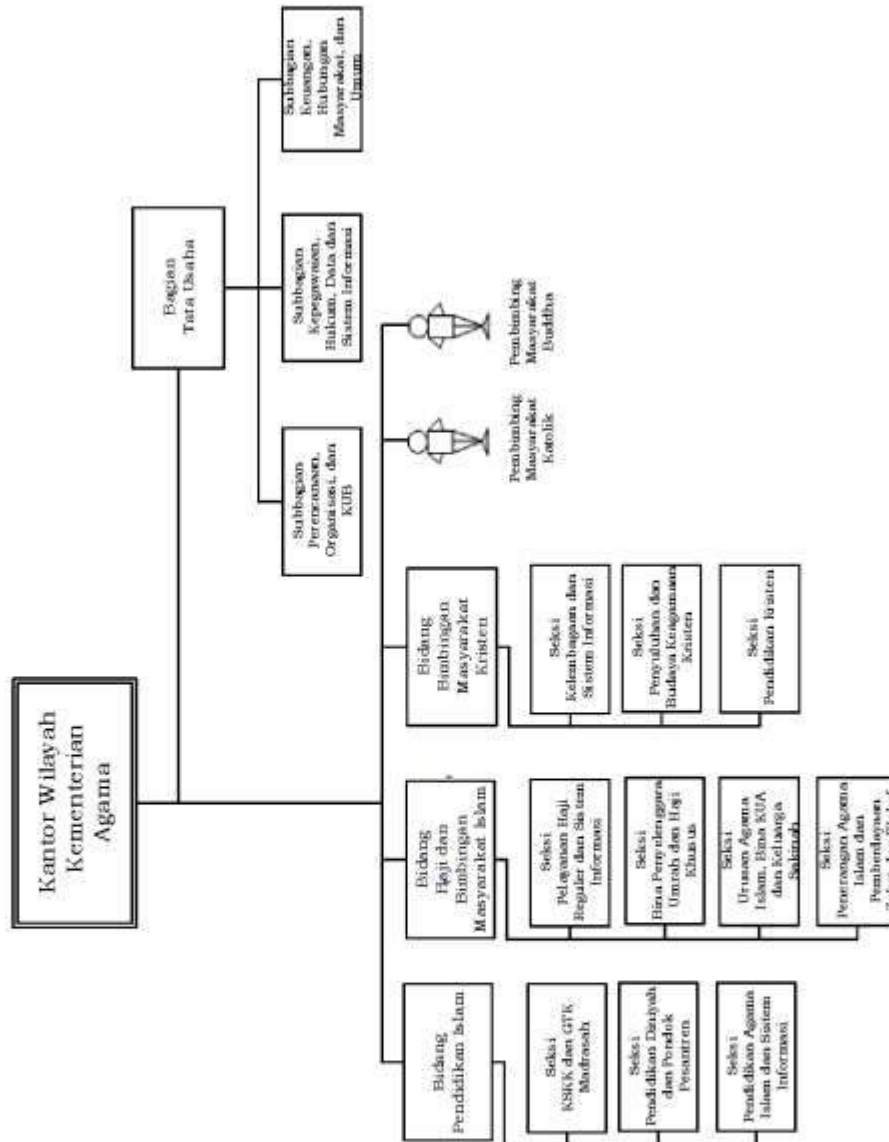 Kantor Wilayah
Kementerian
Agama
Bagian
Tata Usaha
Subbagian
Perencanaan,
Organisasi, dan
KUB
Subbagian
Kepegawaian,
Hukum, Data dan
Sistem Informasi
Subbagian
Keuangan,
Hubungan
Masyarakat, dan
Umum
Bidang
Pendidikan Islam
Bidang
Haji dan
Bimbingan
Masyarakat Islam
Bidang
Bimbingan
Masyarakat
Kristen
Pembimbing
Masyarakat
Katolik
Pembimbing
Masyarakat
Buddha
Seksi
KSKK dan GTK
Madrasah
Seksi
Pendidikan Diniyah
dan Pondok
Pesantren
Seksi
Pendidikan Agama
Islam dan Sistem
Informasi
Seksi
Pelayanan Haji
Reguler dan Sistem
Informasi
Seksi
Bina Penyelenggara
Umrah dan Haji
Khusus
Seksi
Urusan Agama
Islam, Bina KUA
dan Keluarga
Sakinah
Seksi
Penerangan Agama
Islam dan
Pemberdayaan
Seksi
Kelembagaan dan
Sistem Informasi
Seksi
Penyuluhan dan
Budaya Keagamaan
Kristen
Seksi
Pendidikan Kristen